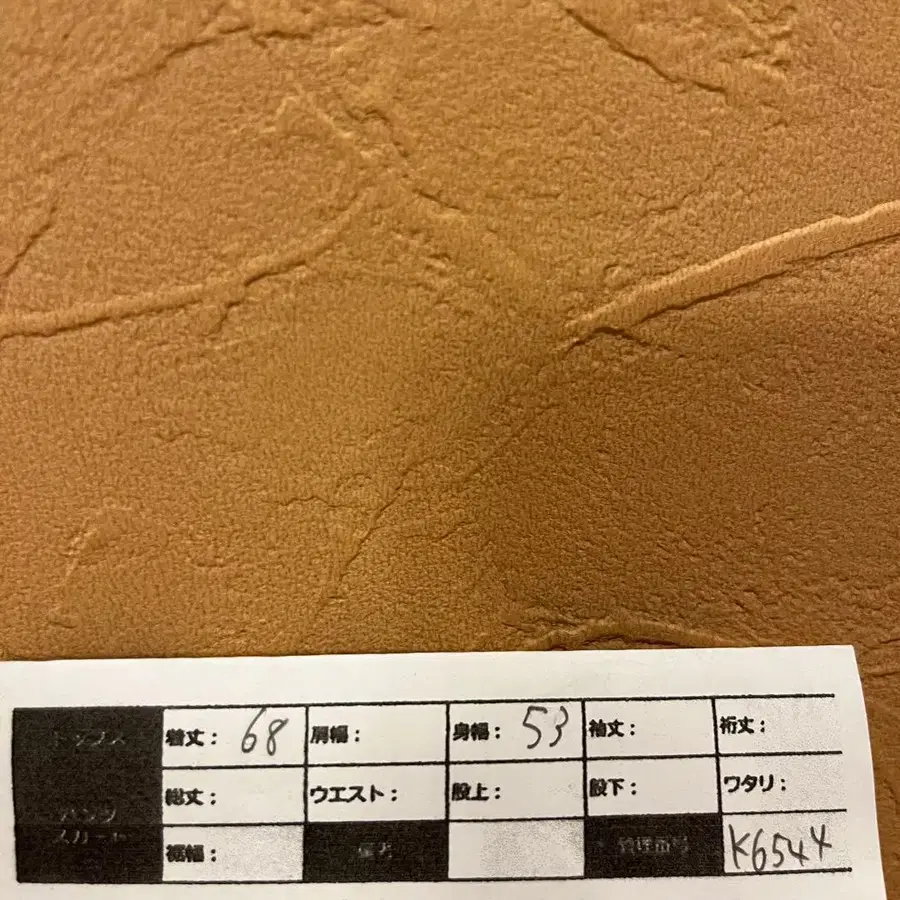 トップス 着丈: 68 肩幅: 身幅: 53 袖丈: 裄丈:
パンツ 総丈: ウエスト: 股上: 股下: ワタリ:
スカート 裾幅: 備考 管理番号 K6544